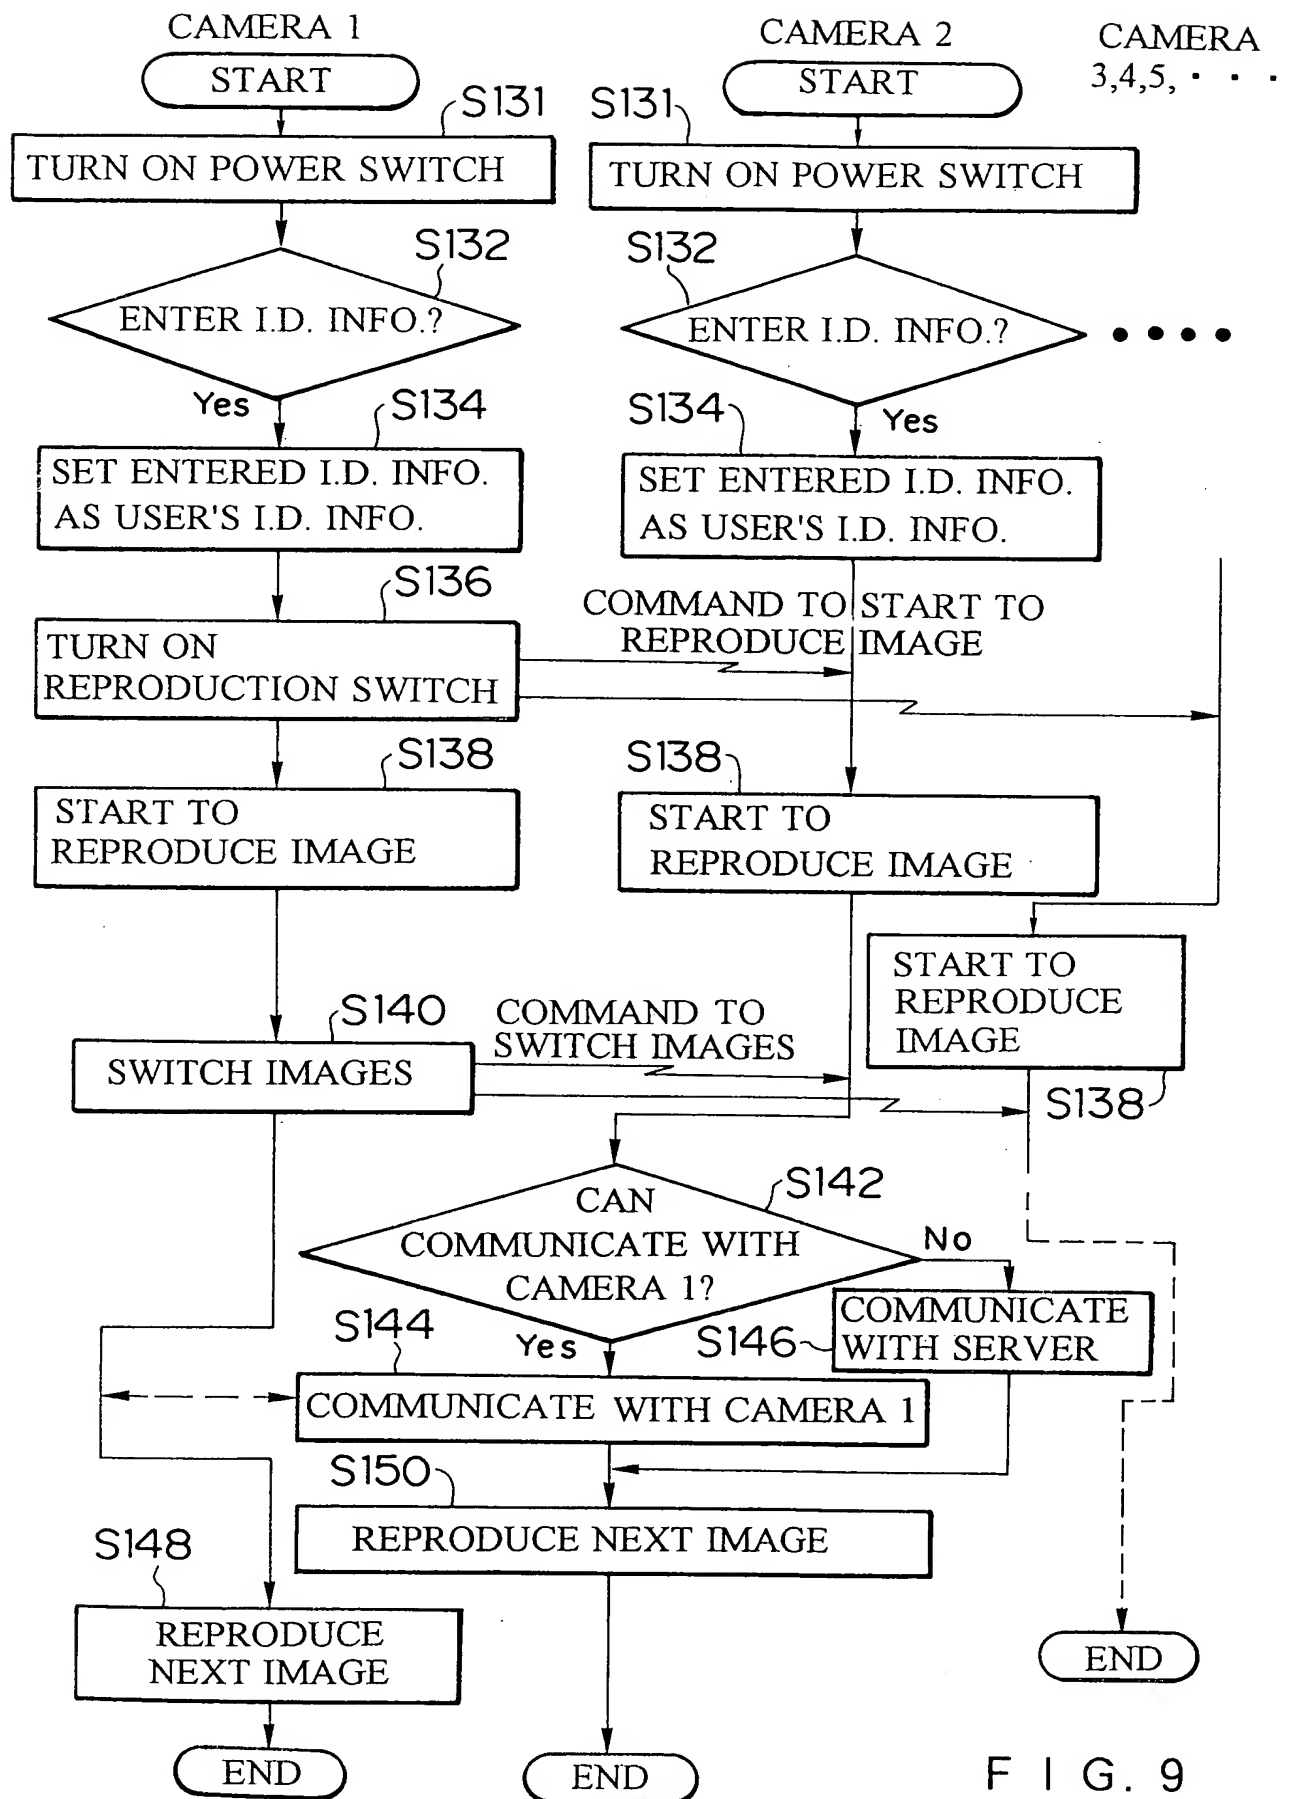 CAMERA 1
CAMERA 2
CAMERA
3,4,5, · · ·
START
START
S131
S131
TURN ON POWER SWITCH
TURN ON POWER SWITCH
S132
S132
ENTER I.D. INFO.?
ENTER I.D. INFO.?
Yes
Yes
S134
S134
SET ENTERED I.D. INFO.
AS USER'S I.D. INFO.
SET ENTERED I.D. INFO.
AS USER'S I.D. INFO.
S136
TURN ON
REPRODUCTION SWITCH
COMMAND TO START TO
REPRODUCE IMAGE
S138
S138
START TO
REPRODUCE IMAGE
START TO
REPRODUCE IMAGE
START TO
REPRODUCE
IMAGE
S138
S140
SWITCH IMAGES
COMMAND TO
SWITCH IMAGES
S142
CAN
COMMUNICATE WITH
CAMERA 1?
No
Yes
S146
COMMUNICATE
WITH SERVER
S144
COMMUNICATE WITH CAMERA 1
S150
REPRODUCE NEXT IMAGE
S148
REPRODUCE
NEXT IMAGE
END
END
END
FIG. 9